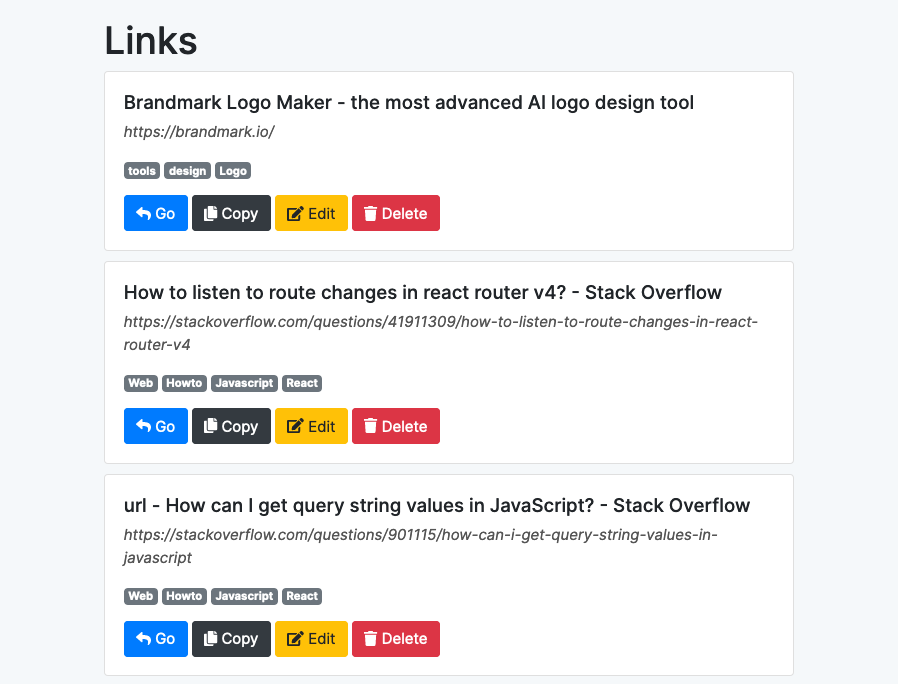 Links
Brandmark Logo Maker - the most advanced AI logo design tool
https://brandmark.io/
tools design Logo
Go Copy Edit Delete
How to listen to route changes in react router v4? - Stack Overflow
https://stackoverflow.com/questions/41911309/how-to-listen-to-route-changes-in-react-
router-v4
Web Howto Javascript React
Go Copy Edit Delete
url - How can I get query string values in JavaScript? - Stack Overflow
https://stackoverflow.com/questions/901115/how-can-i-get-query-string-values-in-
javascript
Web Howto Javascript React
Go Copy Edit Delete